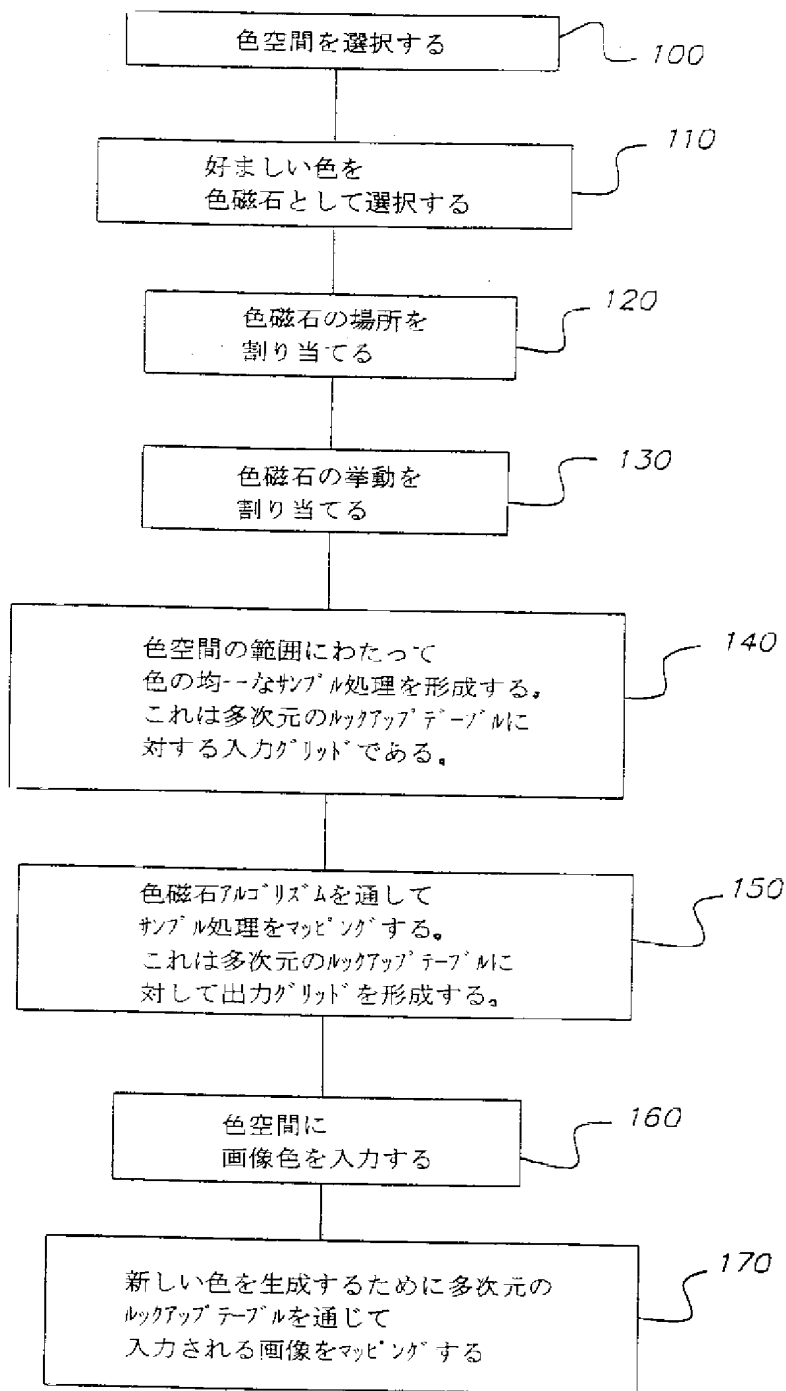 色空間を選択する
100
好ましい色を
色磁石として選択する
110
色磁石の場所を
割り当てる
120
色磁石の挙動を
割り当てる
130
色空間の範囲にわたって
色の均一なｻﾝﾌﾟﾙ処理を形成する。
これは多次元のﾙｯｸｱｯﾌﾟﾃｰﾌﾞﾙに
対する入力ｸﾞﾘｯﾄﾞである。
140
色磁石ｱﾙｺﾞﾘｽﾞﾑを通して
ｻﾝﾌﾟﾙ処理をﾏｯﾋﾟﾝｸﾞする。
これは多次元のﾙｯｸｱｯﾌﾟﾃｰﾌﾞﾙに
対して出力ｸﾞﾘｯﾄﾞを形成する。
150
色空間に
画像色を入力する
160
新しい色を生成するために多次元の
ﾙｯｸｱｯﾌﾟﾃｰﾌﾞﾙを通じて
入力される画像をﾏｯﾋﾟﾝｸﾞする
170